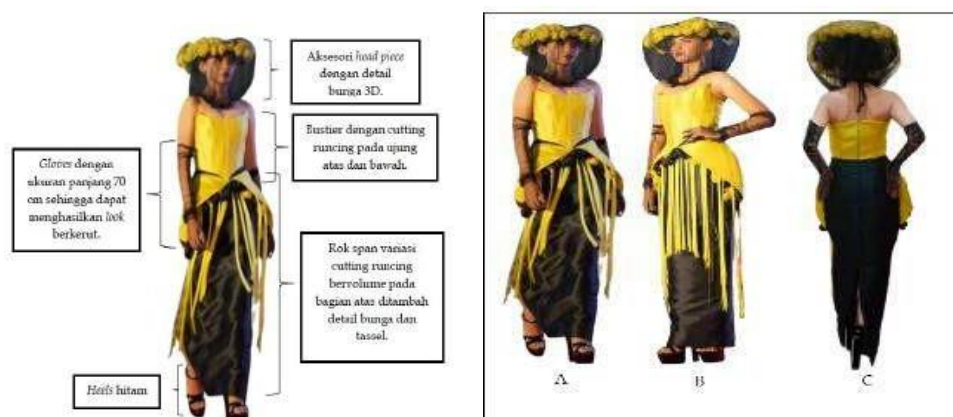 Aksesori head piece
dengan detail
bunga 3D.
Bustier dengan cutting
runcing pada ujung
atas dan bawah.
Gloves dengan
ukuran panjang 70
cm sehingga dapat
menghasilkan look
berkerut.
Rok span variasi
cutting runcing
bervolume pada
bagian atas ditambah
detail bunga dan
tassel.
Heels hitam
A
B
C